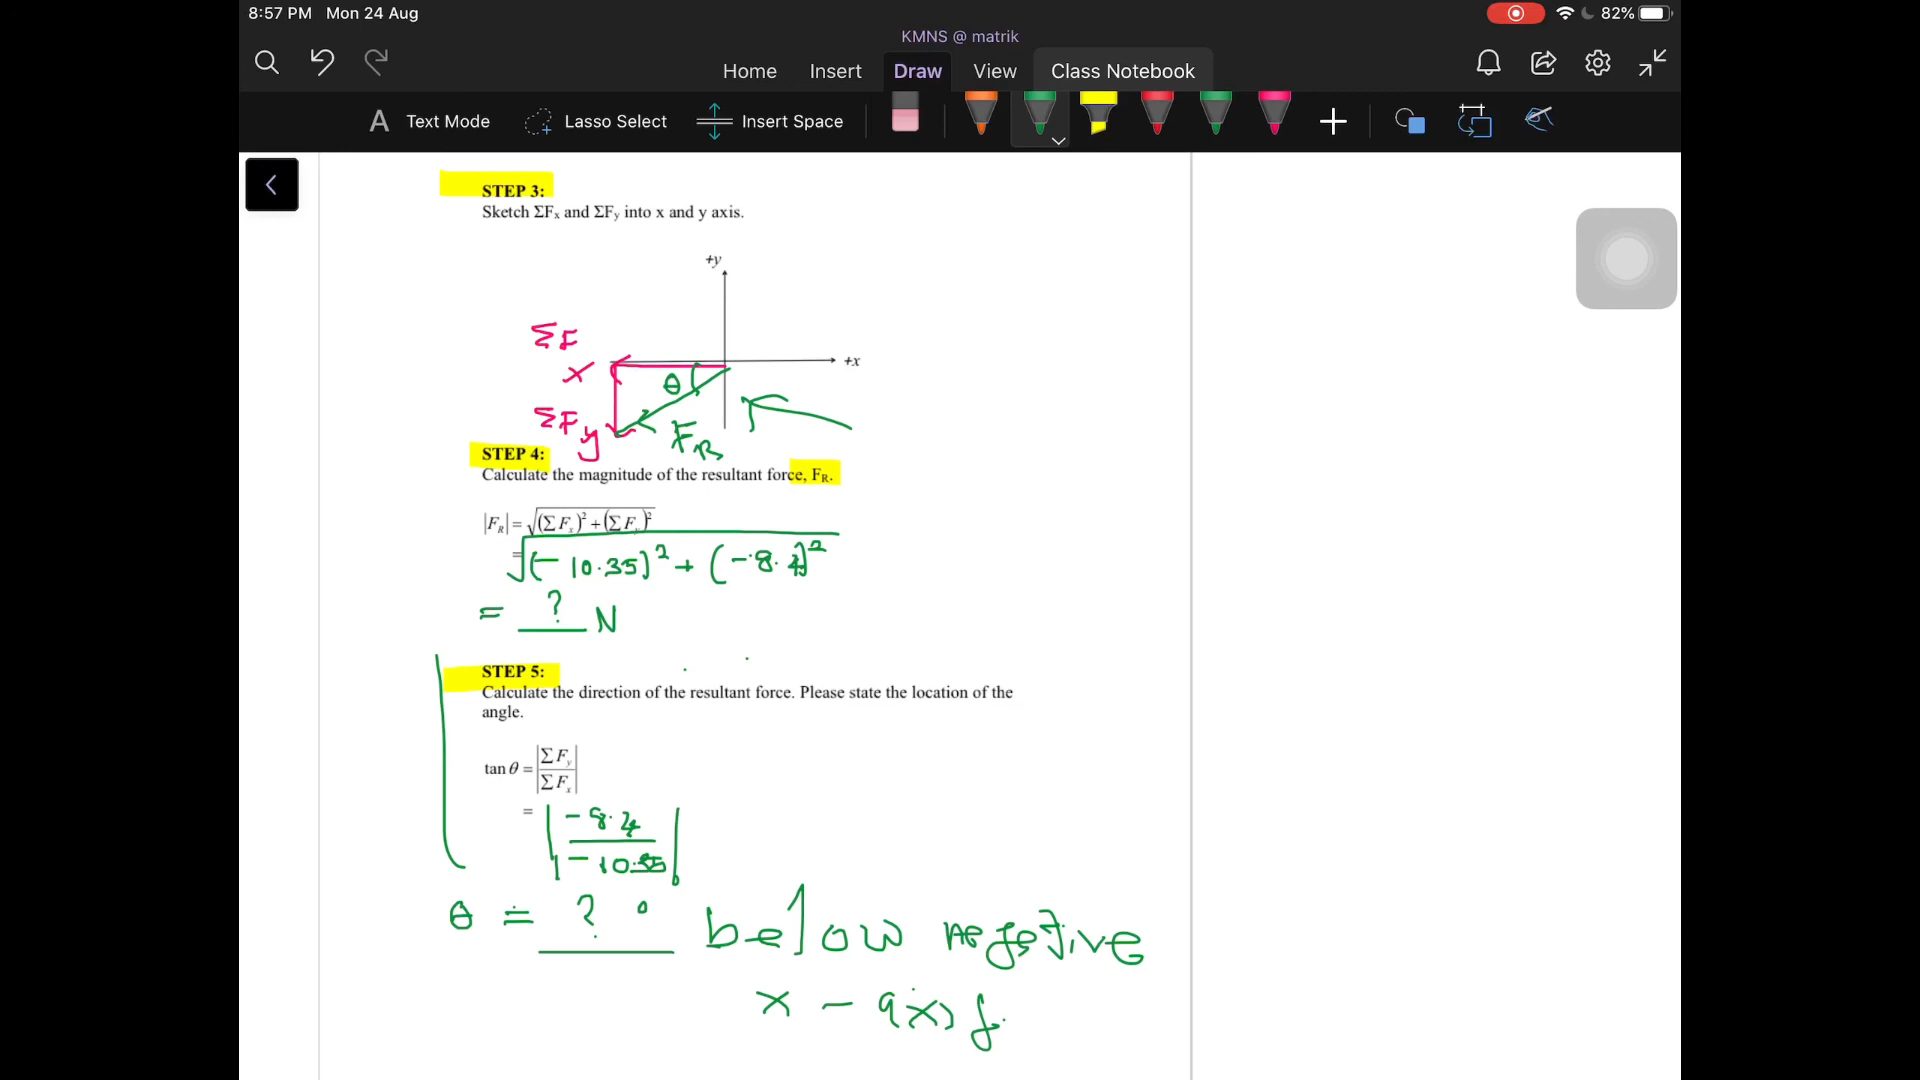 8:57 PM Mon 24 Aug
82%
KMNS @ matrik
Home Insert Draw View Class Notebook
A Text Mode Lasso Select Insert Space
STEP 3:
Sketch ΣFx and ΣFy into x and y axis.
+y
ΣF
x
+x
θ
ΣFy
FR
STEP 4:
Calculate the magnitude of the resultant force, FR.
|FR| = √(∑Fx)² + (∑Fy)²
= √(-10.35)² + (-8.4)²
= ? N
STEP 5:
Calculate the direction of the resultant force. Please state the location of the
angle.
tan θ = |∑Fy / ∑Fx|
= |-8.4 / -10.35|
θ = ? ° below negative
x - axis